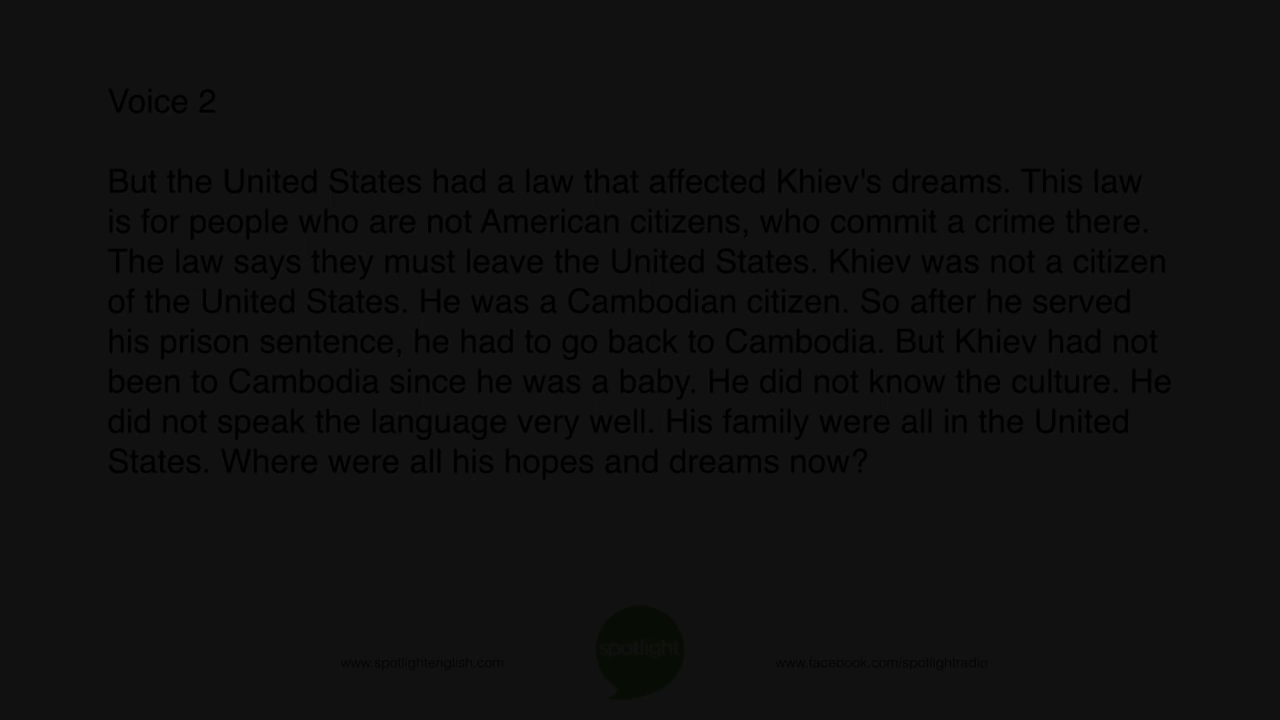 Voice 2
But the United States had a law that affected Khiev's dreams. This law
is for people who are not American citizens, who commit a crime there.
The law says they must leave the United States. Khiev was not a citizen
of the United States. He was a Cambodian citizen. So after he served
his prison sentence, he had to go back to Cambodia. But Khiev had not
been to Cambodia since he was a baby. He did not know the culture. He
did not speak the language very well. His family were all in the United
States. Where were all his hopes and dreams now?
spotlight
www.spotlightenglish.com
www.facebook.com/spotlightradio